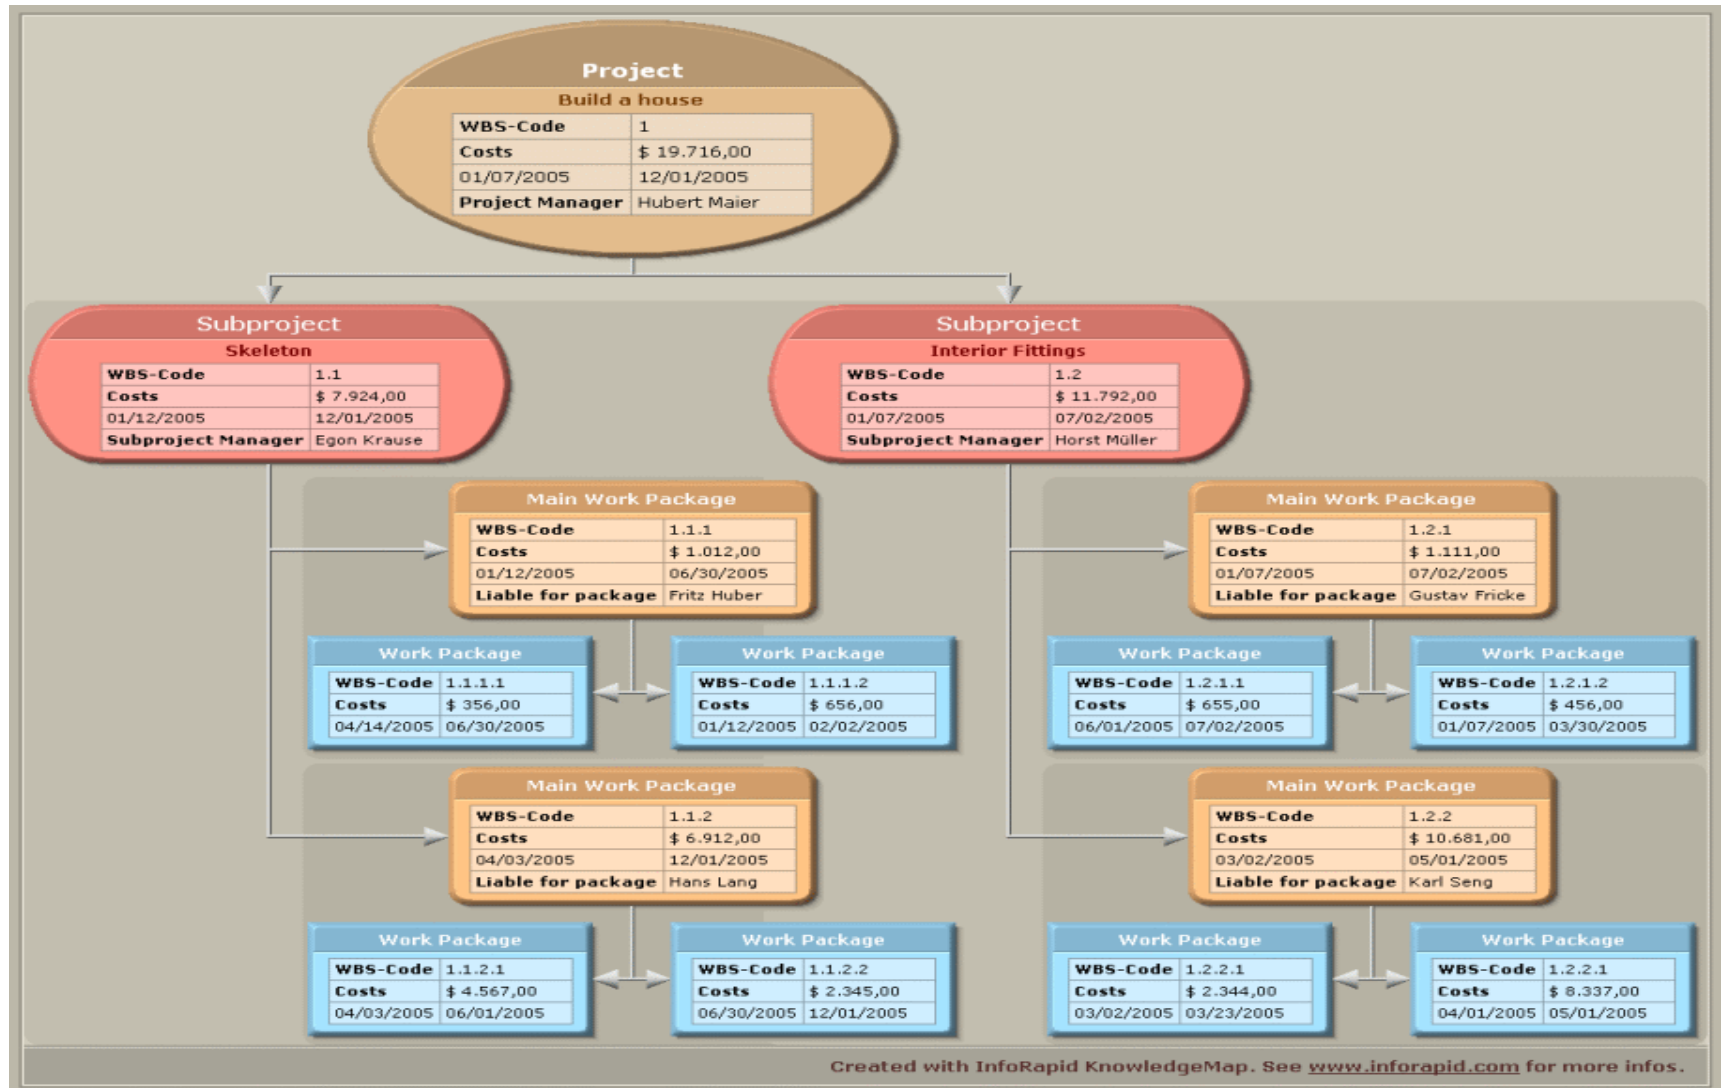 Project
Build a house
WBS-Code 1
Costs $ 19.716,00
01/07/2005 12/01/2005
Project Manager Hubert Maier
Subproject
Skeleton
WBS-Code 1.1
Costs $ 7.924,00
01/12/2005 12/01/2005
Subproject Manager Egon Krause
Subproject
Interior Fittings
WBS-Code 1.2
Costs $ 11.792,00
01/07/2005 07/02/2005
Subproject Manager Horst Müller
Main Work Package
WBS-Code 1.1.1
Costs $ 1.012,00
01/12/2005 06/30/2005
Liable for package Fritz Huber
Work Package
WBS-Code 1.1.1.1
Costs $ 356,00
04/14/2005 06/30/2005
Work Package
WBS-Code 1.1.1.2
Costs $ 656,00
01/12/2005 02/02/2005
Main Work Package
WBS-Code 1.2.1
Costs $ 1.111,00
01/07/2005 07/02/2005
Liable for package Gustav Fricke
Work Package
WBS-Code 1.2.1.1
Costs $ 655,00
06/01/2005 07/02/2005
Work Package
WBS-Code 1.2.1.2
Costs $ 456,00
01/07/2005 03/30/2005
Main Work Package
WBS-Code 1.1.2
Costs $ 6.912,00
04/03/2005 12/01/2005
Liable for package Hans Lang
Work Package
WBS-Code 1.1.2.1
Costs $ 4.567,00
04/03/2005 06/01/2005
Work Package
WBS-Code 1.1.2.2
Costs $ 2.345,00
06/30/2005 12/01/2005
Main Work Package
WBS-Code 1.2.2
Costs $ 10.681,00
03/02/2005 05/01/2005
Liable for package Karl Seng
Work Package
WBS-Code 1.2.2.1
Costs $ 2.344,00
03/02/2005 03/23/2005
Work Package
WBS-Code 1.2.2.1
Costs $ 8.337,00
04/01/2005 05/01/2005
Created with InfoRapid KnowledgeMap. See www.inforapid.com for more infos.